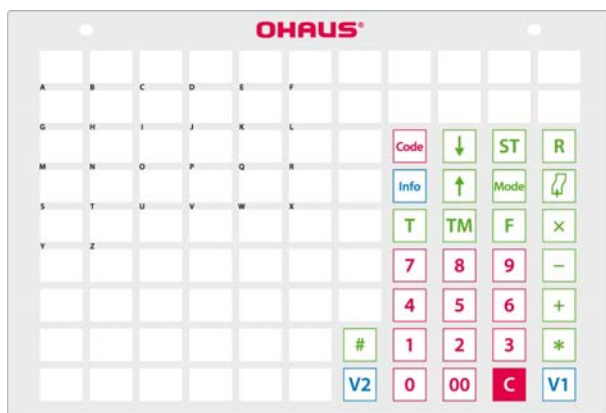 OHAUS®
A B C D E F
G H I J K L
Code ↓ ST R
M N O P Q R
Info ↑ Mode
S T U V W X
T TM F ×
Y Z
7 8 9 −
4 5 6 +
# 1 2 3 *
V2 0 00 C V1